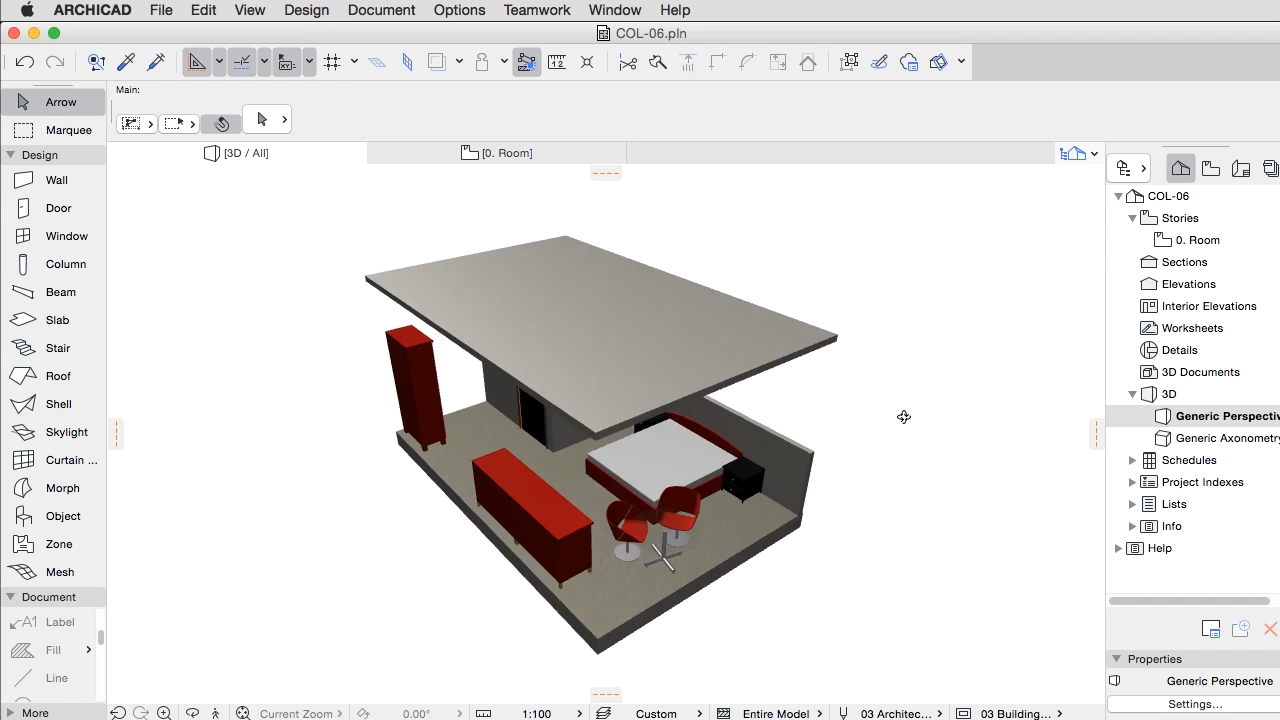 ARCHICAD File Edit View Design Document Options Teamwork Window Help
COL-06.pln
Main:
Arrow
Marquee
Design
Wall
Door
Window
Column
Beam
Slab
Stair
Roof
Shell
Skylight
Curtain ...
Morph
Object
Zone
Mesh
Document
A1 Label
Fill
Line
More
[3D / All]
[0. Room]
COL-06
Stories
0. Room
Sections
Elevations
Interior Elevations
Worksheets
Details
3D Documents
3D
Generic Perspectiv
Generic Axonometry
Schedules
Project Indexes
Lists
Info
Help
Properties
Generic Perspective
Settings...
Current Zoom 0.00° 1:100 Custom Entire Model 03 Architec... 03 Building...